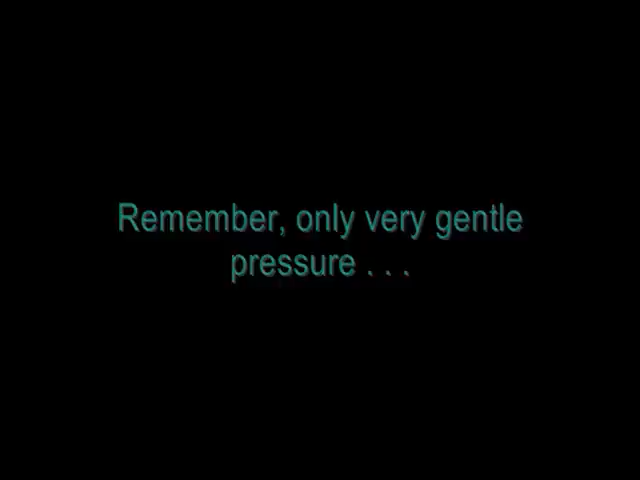 Remember, only very gentle
pressure . . .